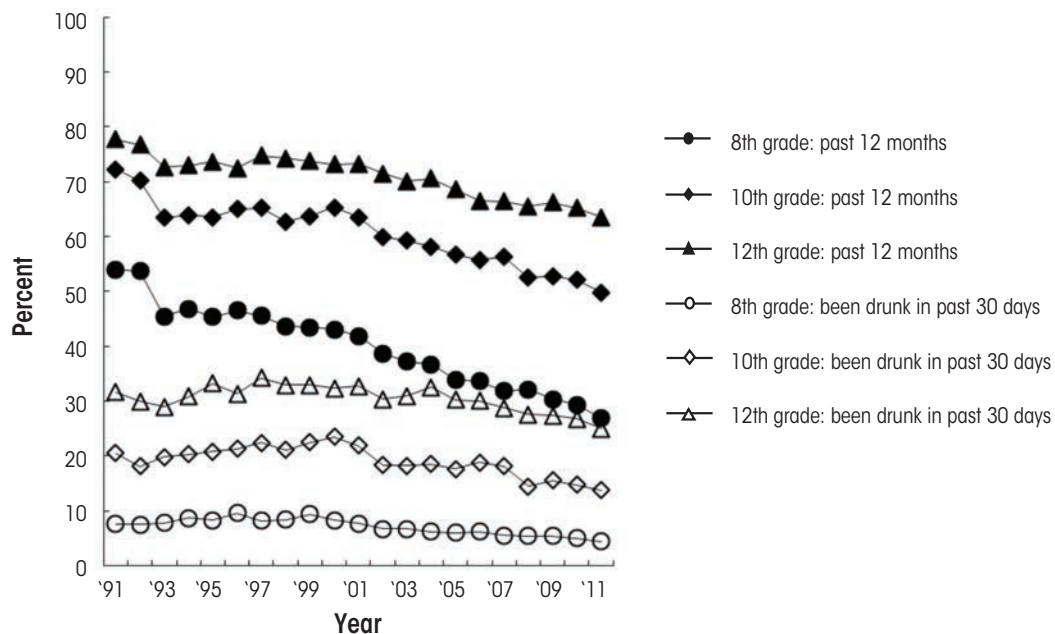 100
90
80
70
60
50
40
30
20
10
0
Percent
‘91 ‘93 ‘95 ‘97 ‘99 ‘01 ‘03 ‘05 ‘07 ‘09 ‘11
Year
8th grade: past 12 months
10th grade: past 12 months
12th grade: past 12 months
8th grade: been drunk in past 30 days
10th grade: been drunk in past 30 days
12th grade: been drunk in past 30 days